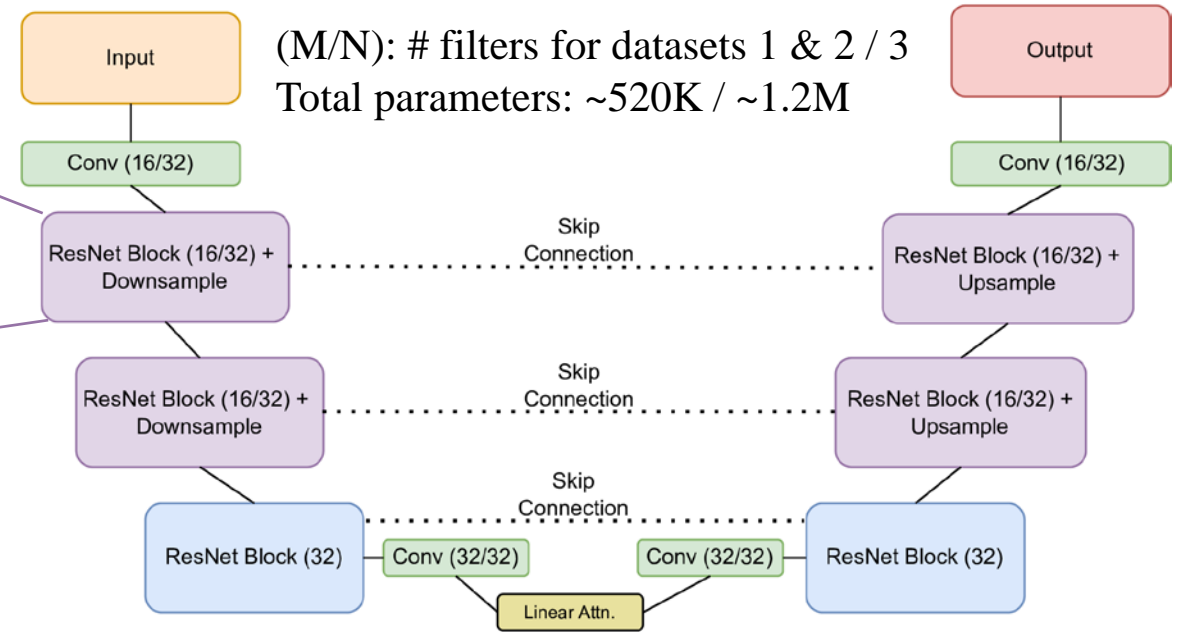 Input
(M/N): # filters for datasets 1 & 2 / 3
Total parameters: ~520K / ~1.2M
Output
Conv (16/32)
Conv (16/32)
ResNet Block (16/32) +
Downsample
Skip
Connection
ResNet Block (16/32) +
Upsample
ResNet Block (16/32) +
Downsample
Skip
Connection
ResNet Block (16/32) +
Upsample
ResNet Block (32)
Skip
Connection
ResNet Block (32)
Conv (32/32)
Conv (32/32)
Linear Attn.